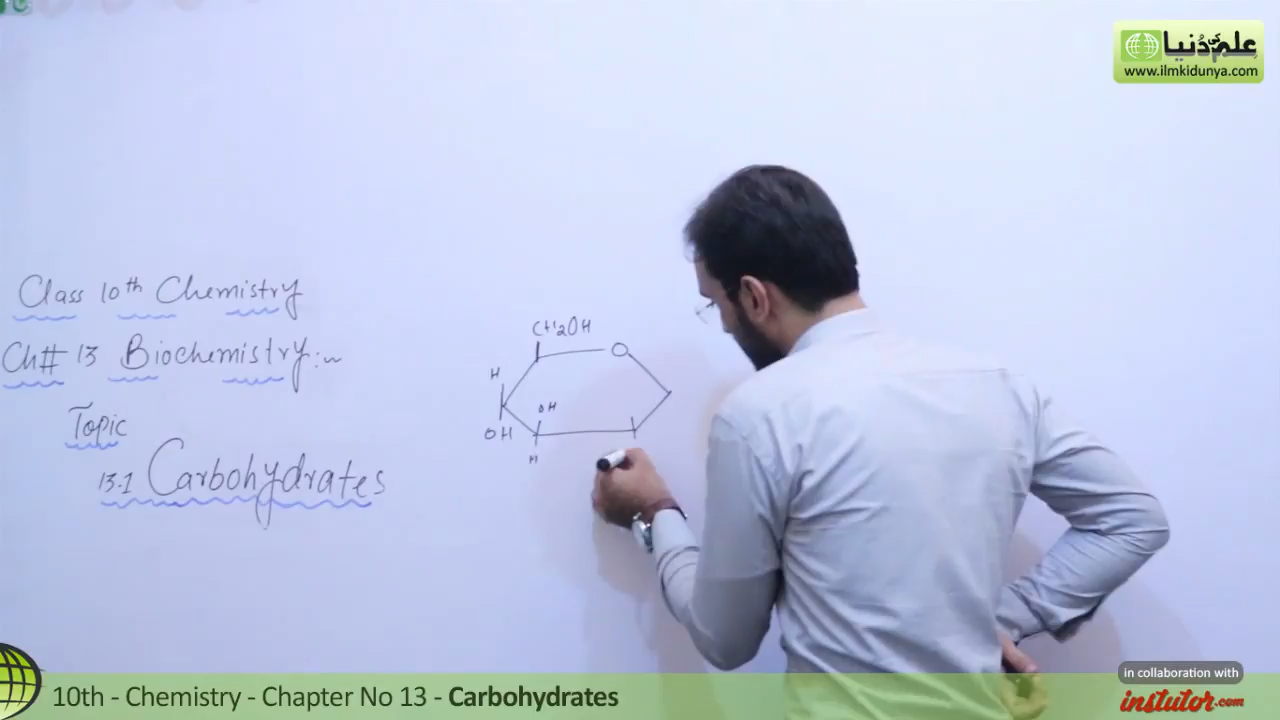 علم کی دُنیا
www.ilmkidunya.com
Class 10th Chemistry
Ch# 13 Biochemistry:~
Topic
13.1 Carbohydrates
CH2OH
O
H
OH
OH
H
in collaboration with
instutor.com
10th - Chemistry - Chapter No 13 - Carbohydrates